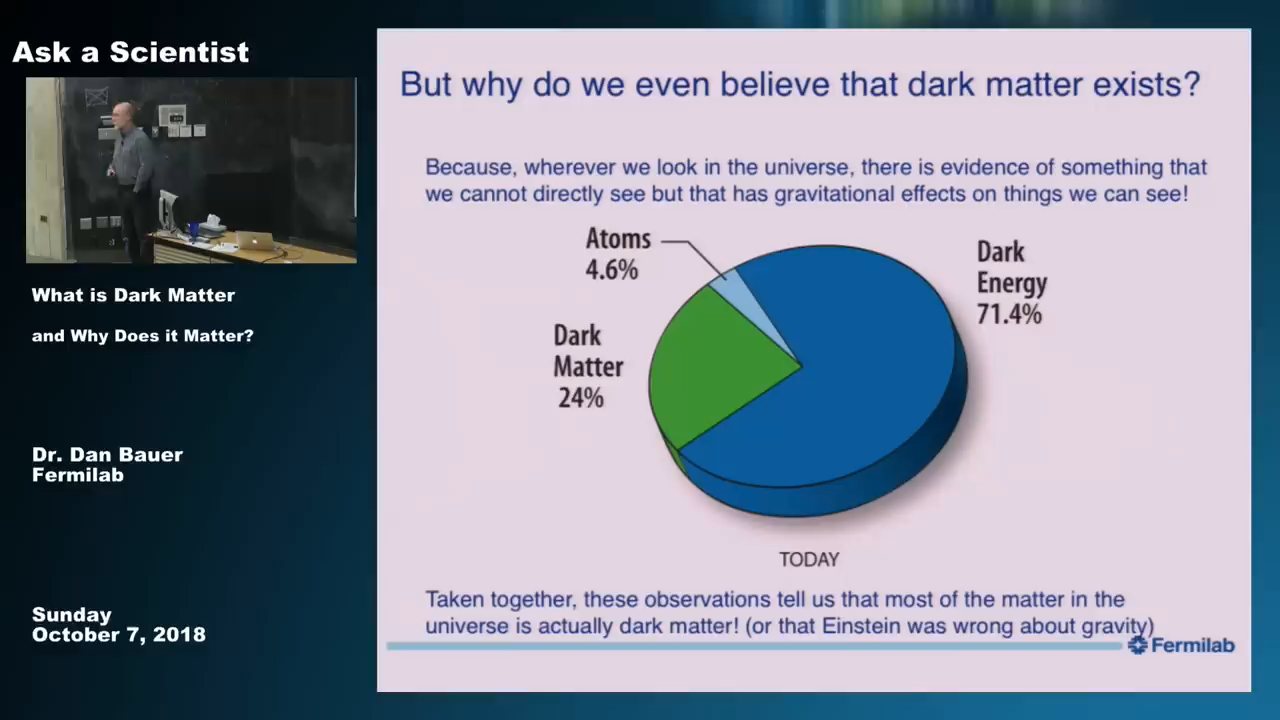 Ask a Scientist
What is Dark Matter
and Why Does it Matter?
Dr. Dan Bauer
Fermilab
Sunday
October 7, 2018
But why do we even believe that dark matter exists?
Because, wherever we look in the universe, there is evidence of something that
we cannot directly see but that has gravitational effects on things we can see!
Atoms
4.6%
Dark
Energy
71.4%
Dark
Matter
24%
TODAY
Taken together, these observations tell us that most of the matter in the
universe is actually dark matter! (or that Einstein was wrong about gravity)
Fermilab